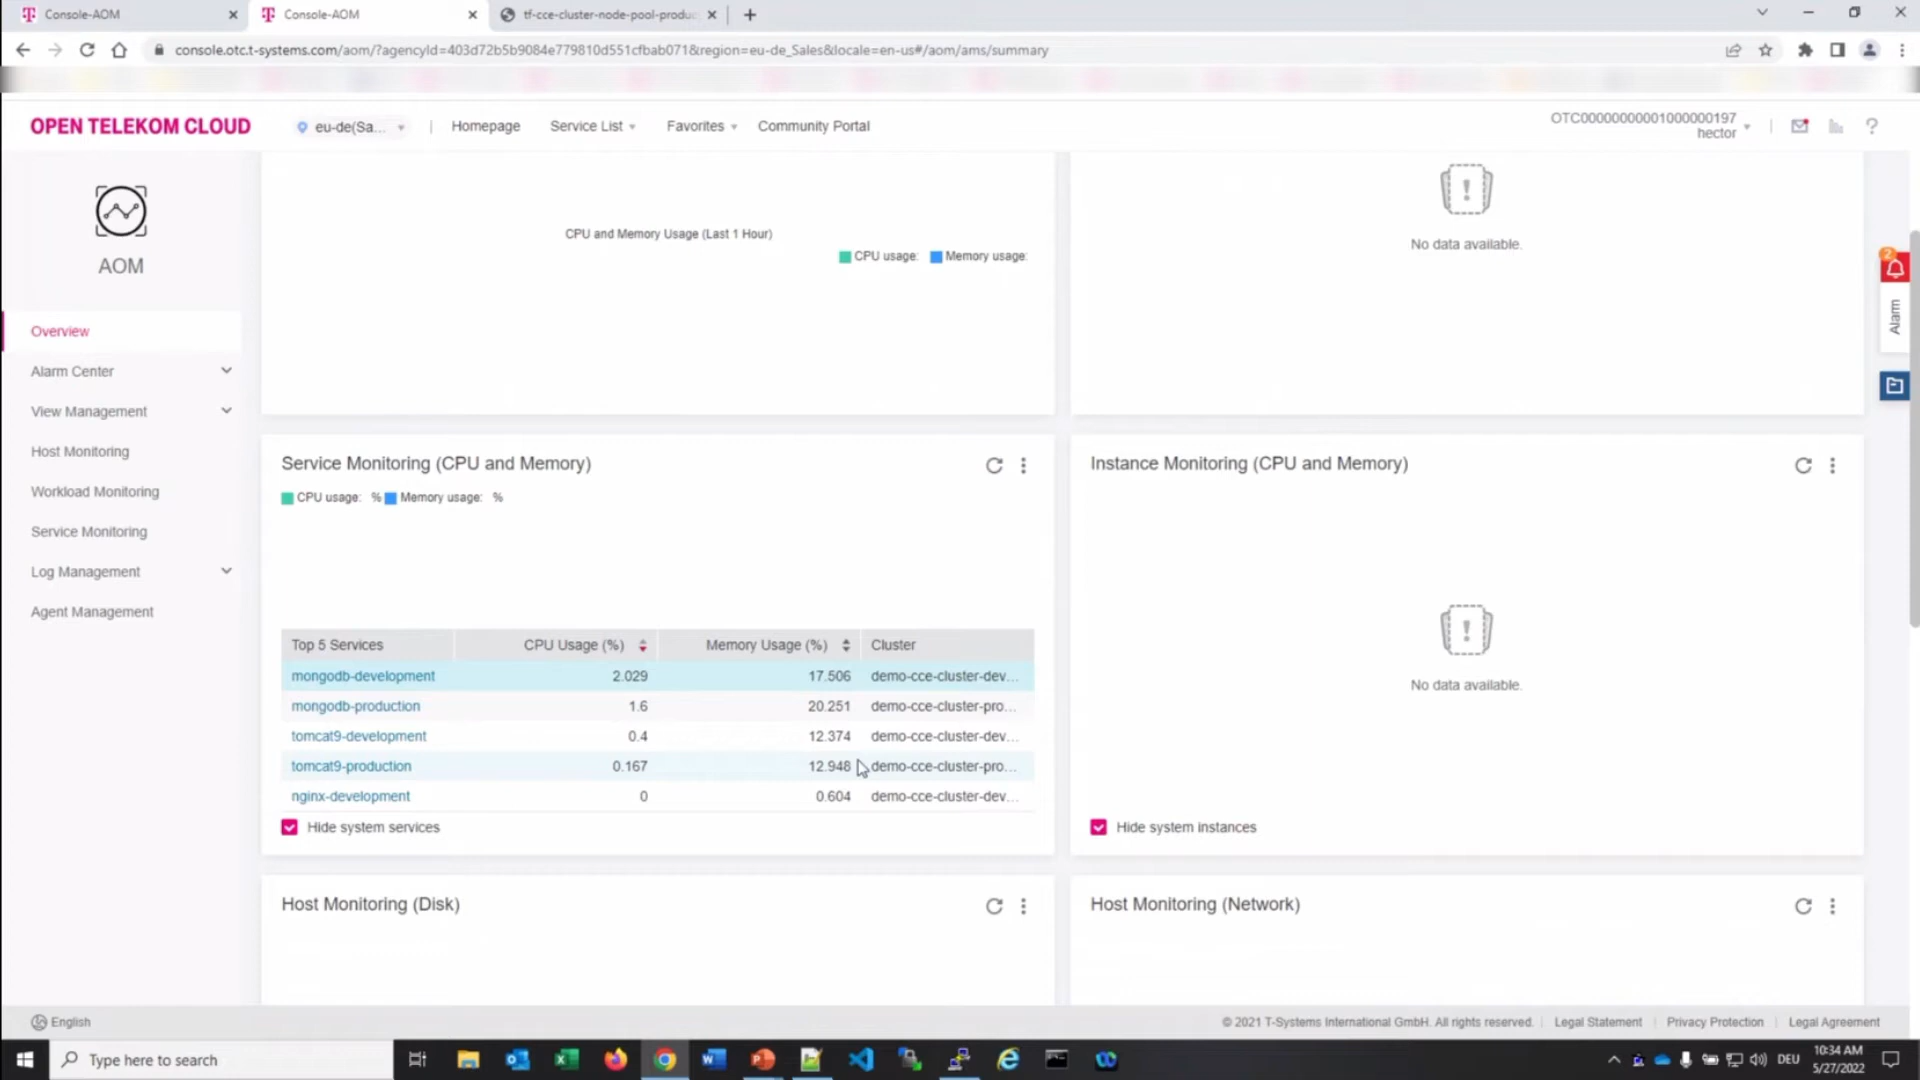 Console-AOM
Console-AOM
tf-cce-cluster-node-pool-produc
console.otc.t-systems.com/aom/?agencyId=403d72b5b9084e779810d551cfbab071&region=eu-de_Sales&locale=en-us#/aom/ams/summary
OPEN TELEKOM CLOUD
eu-de(Sa...
Homepage
Service List
Favorites
Community Portal
OTC00000000001000000197
hector
AOM
Overview
Alarm Center
View Management
Host Monitoring
Workload Monitoring
Service Monitoring
Log Management
Agent Management
CPU and Memory Usage (Last 1 Hour)
CPU usage: Memory usage:
No data available.
2
Alarm
Service Monitoring (CPU and Memory)
CPU usage: % Memory usage: %
Top 5 Services CPU Usage (%) Memory Usage (%) Cluster
mongodb-development 2.029 17.506 demo-cce-cluster-dev...
mongodb-production 1.6 20.251 demo-cce-cluster-pro...
tomcat9-development 0.4 12.374 demo-cce-cluster-dev...
tomcat9-production 0.167 12.948 demo-cce-cluster-pro...
nginx-development 0 0.604 demo-cce-cluster-dev...
Hide system services
Instance Monitoring (CPU and Memory)
No data available.
Hide system instances
Host Monitoring (Disk)
Host Monitoring (Network)
English
© 2021 T-Systems International GmbH. All rights reserved. Legal Statement Privacy Protection Legal Agreement
Type here to search
DEU
10:34 AM
5/27/2022